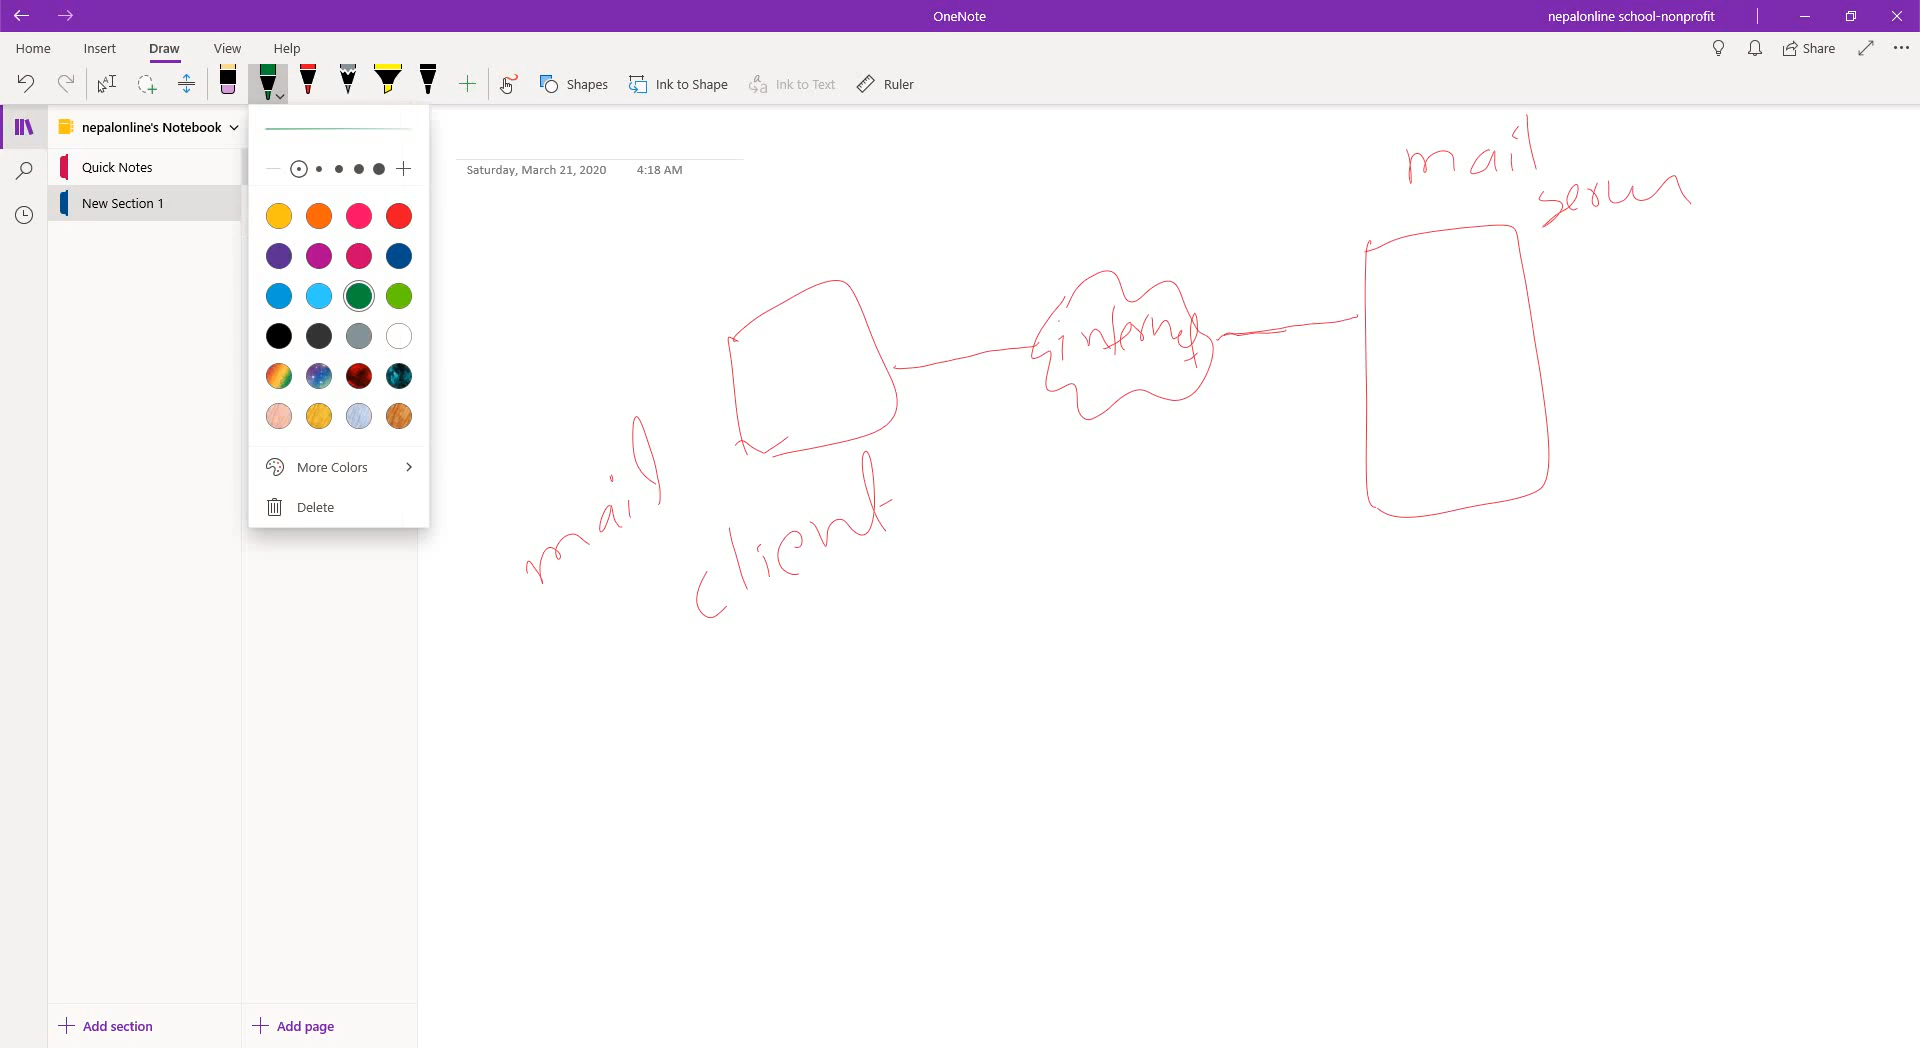 OneNote
nepalonline school-nonprofit
Home Insert Draw View Help
Share
Shapes
Ink to Shape
Ink to Text
Ruler
nepalonline's Notebook
Quick Notes
New Section 1
More Colors
Delete
Add section
Add page
Saturday, March 21, 2020 4:18 AM
mail
internet
mail
client